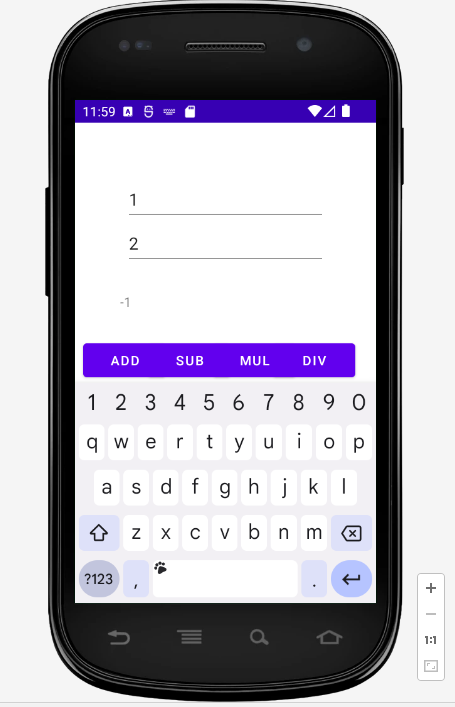 11:59
1
2
-1
ADD SUB MUL DIV
1 2 3 4 5 6 7 8 9 0
q w e r t y u i o p
a s d f g h j k l
z x c v b n m
?123 , .
1:1